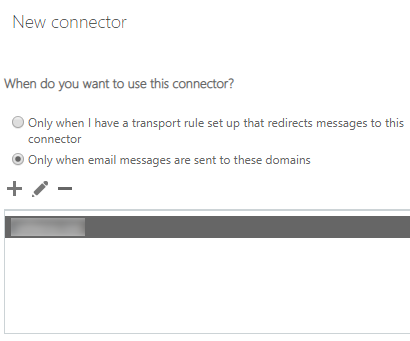 New connector
When do you want to use this connector?
Only when I have a transport rule set up that redirects messages to this
connector
Only when email messages are sent to these domains